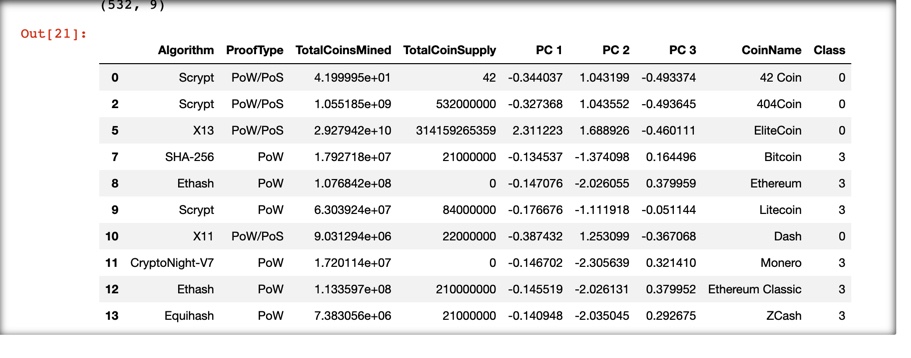 (532, 9)
Out[21]:
Algorithm ProofType TotalCoinsMined TotalCoinSupply PC 1 PC 2 PC 3 CoinName Class
0 Scrypt PoW/PoS 4.199995e+01 42 -0.344037 1.043199 -0.493374 42 Coin 0
2 Scrypt PoW/PoS 1.055185e+09 532000000 -0.327368 1.043552 -0.493645 404Coin 0
5 X13 PoW/PoS 2.927942e+10 314159265359 2.311223 1.688926 -0.460111 EliteCoin 0
7 SHA-256 PoW 1.792718e+07 21000000 -0.134537 -1.374098 0.164496 Bitcoin 3
8 Ethash PoW 1.076842e+08 0 -0.147076 -2.026055 0.379959 Ethereum 3
9 Scrypt PoW 6.303924e+07 84000000 -0.176676 -1.111918 -0.051144 Litecoin 3
10 X11 PoW/PoS 9.031294e+06 22000000 -0.387432 1.253099 -0.367068 Dash 0
11 CryptoNight-V7 PoW 1.720114e+07 0 -0.146702 -2.305639 0.321410 Monero 3
12 Ethash PoW 1.133597e+08 210000000 -0.145519 -2.026131 0.379952 Ethereum Classic 3
13 Equihash PoW 7.383056e+06 21000000 -0.140948 -2.035045 0.292675 ZCash 3